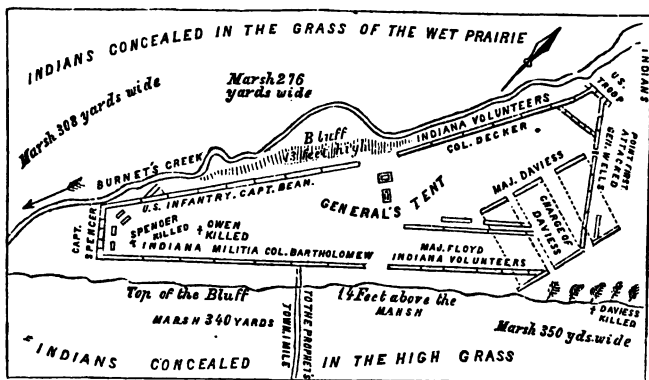 INDIANS CONCEALED IN THE GRASS OF THE WET PRAIRIE
INDIANS
Marsh 276
yards wide
Marsh 308 yards wide
U.S.
TROOP
INDIANA VOLUNTEERS
COL. DECKER
Bluff
feet high
BURNET'S CREEK
POINT FIRST
ATTACKED
GEN. WELLS
U.S. INFANTRY. CAPT. BEAN.
GENERAL'S TENT
MAJ. DAVIESS
CHARGE OF
DAVIESS
CAPT.
SPENCER
SPENCER
KILLED
OWEN
KILLED
INDIANA MILITIA COL. BARTHOLOMEW
MAJ. FLOYD
INDIANA VOLUNTEERS
Top of the Bluff
14 Feet above the
MARSH
DAVIESS
KILLED
MARSH 340 YARDS
TO THE PROPHET'S
TOWN. 1 MILE
Marsh 350 yds. wide
INDIANS CONCEALED IN THE HIGH GRASS